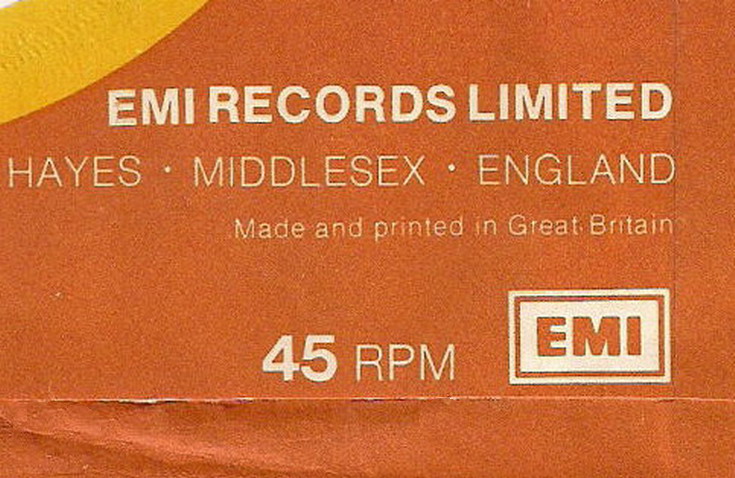 EMI RECORDS LIMITED
HAYES · MIDDLESEX · ENGLAND
Made and printed in Great Britain
45 RPM
EMI